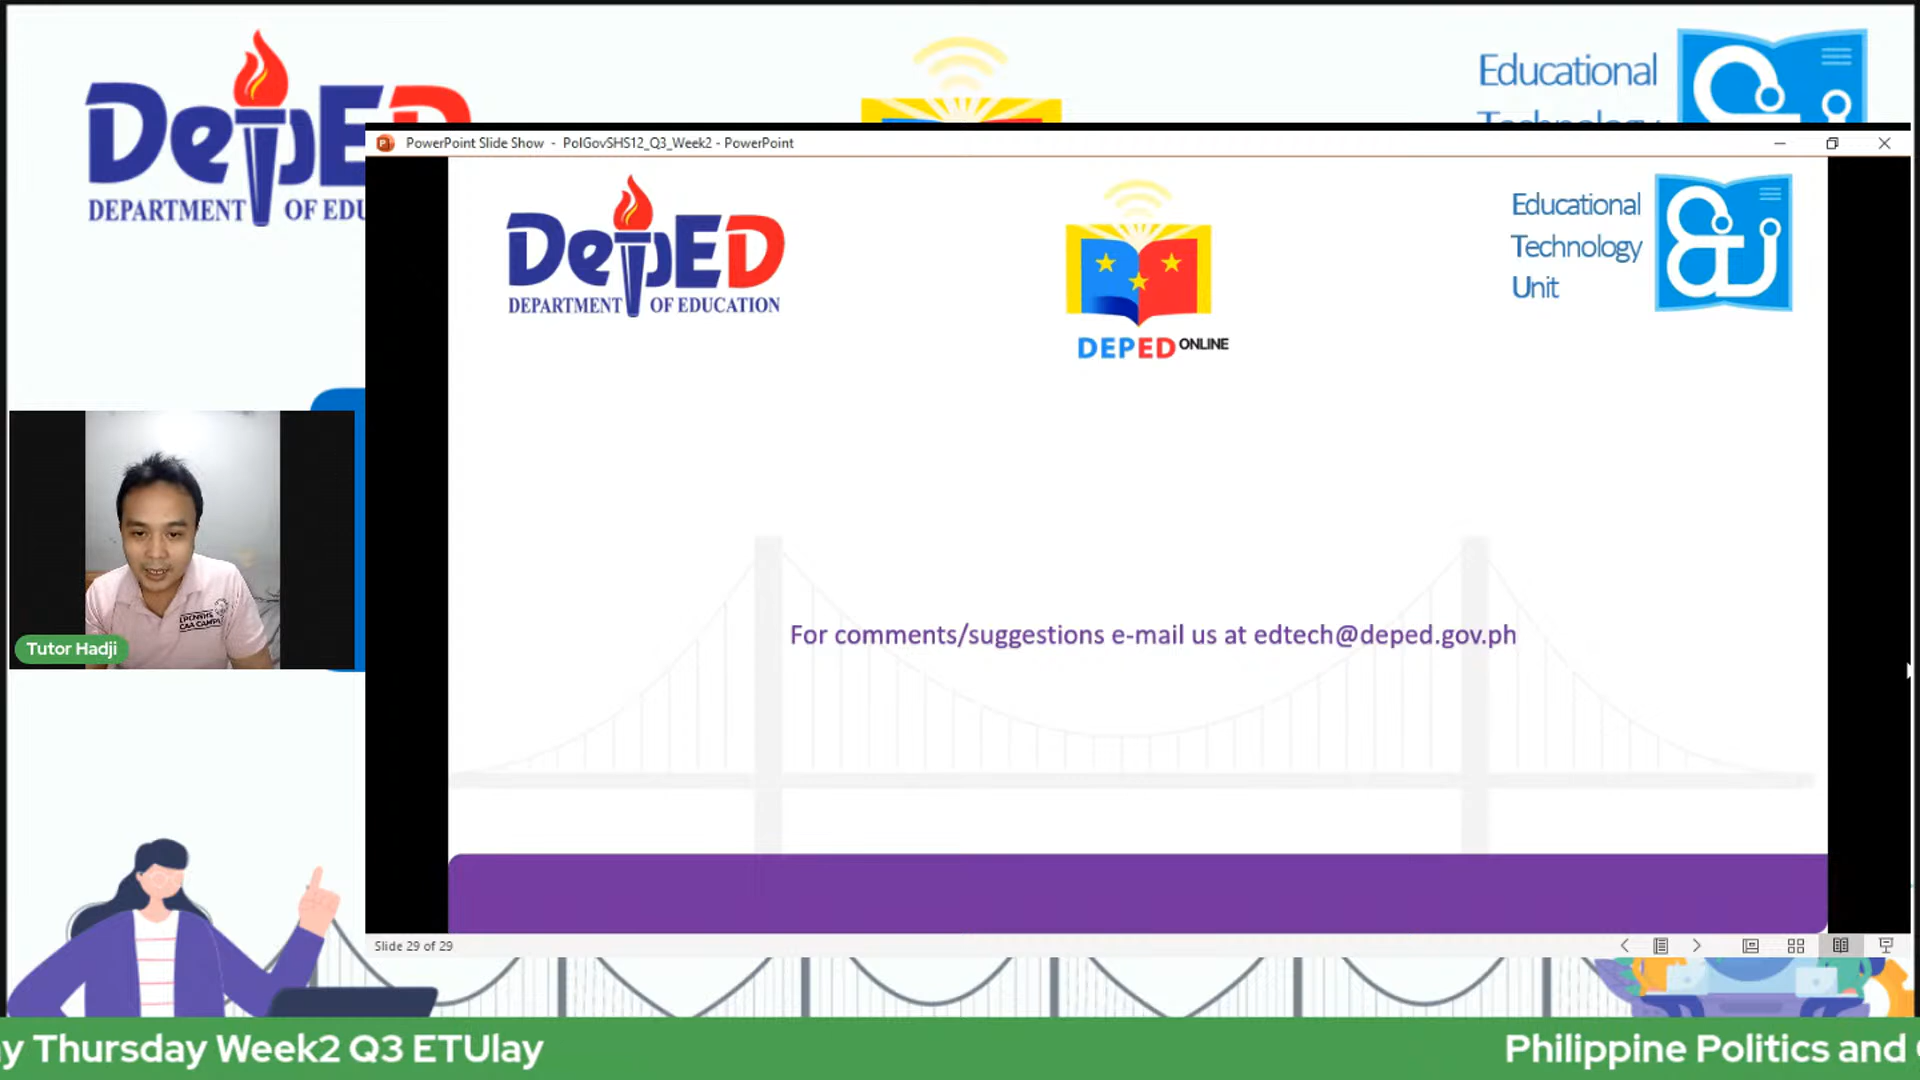 DepED
DEPARTMENT OF EDU
Educational
Technology
PowerPoint Slide Show - PolGovSHS12_Q3_Week2 - PowerPoint
DepED
DEPARTMENT OF EDUCATION
DEPED ONLINE
Educational
Technology
Unit
For comments/suggestions e-mail us at edtech@deped.gov.ph
Tutor Hadji
Slide 29 of 29
y Thursday Week2 Q3 ETUlay
Philippine Politics and